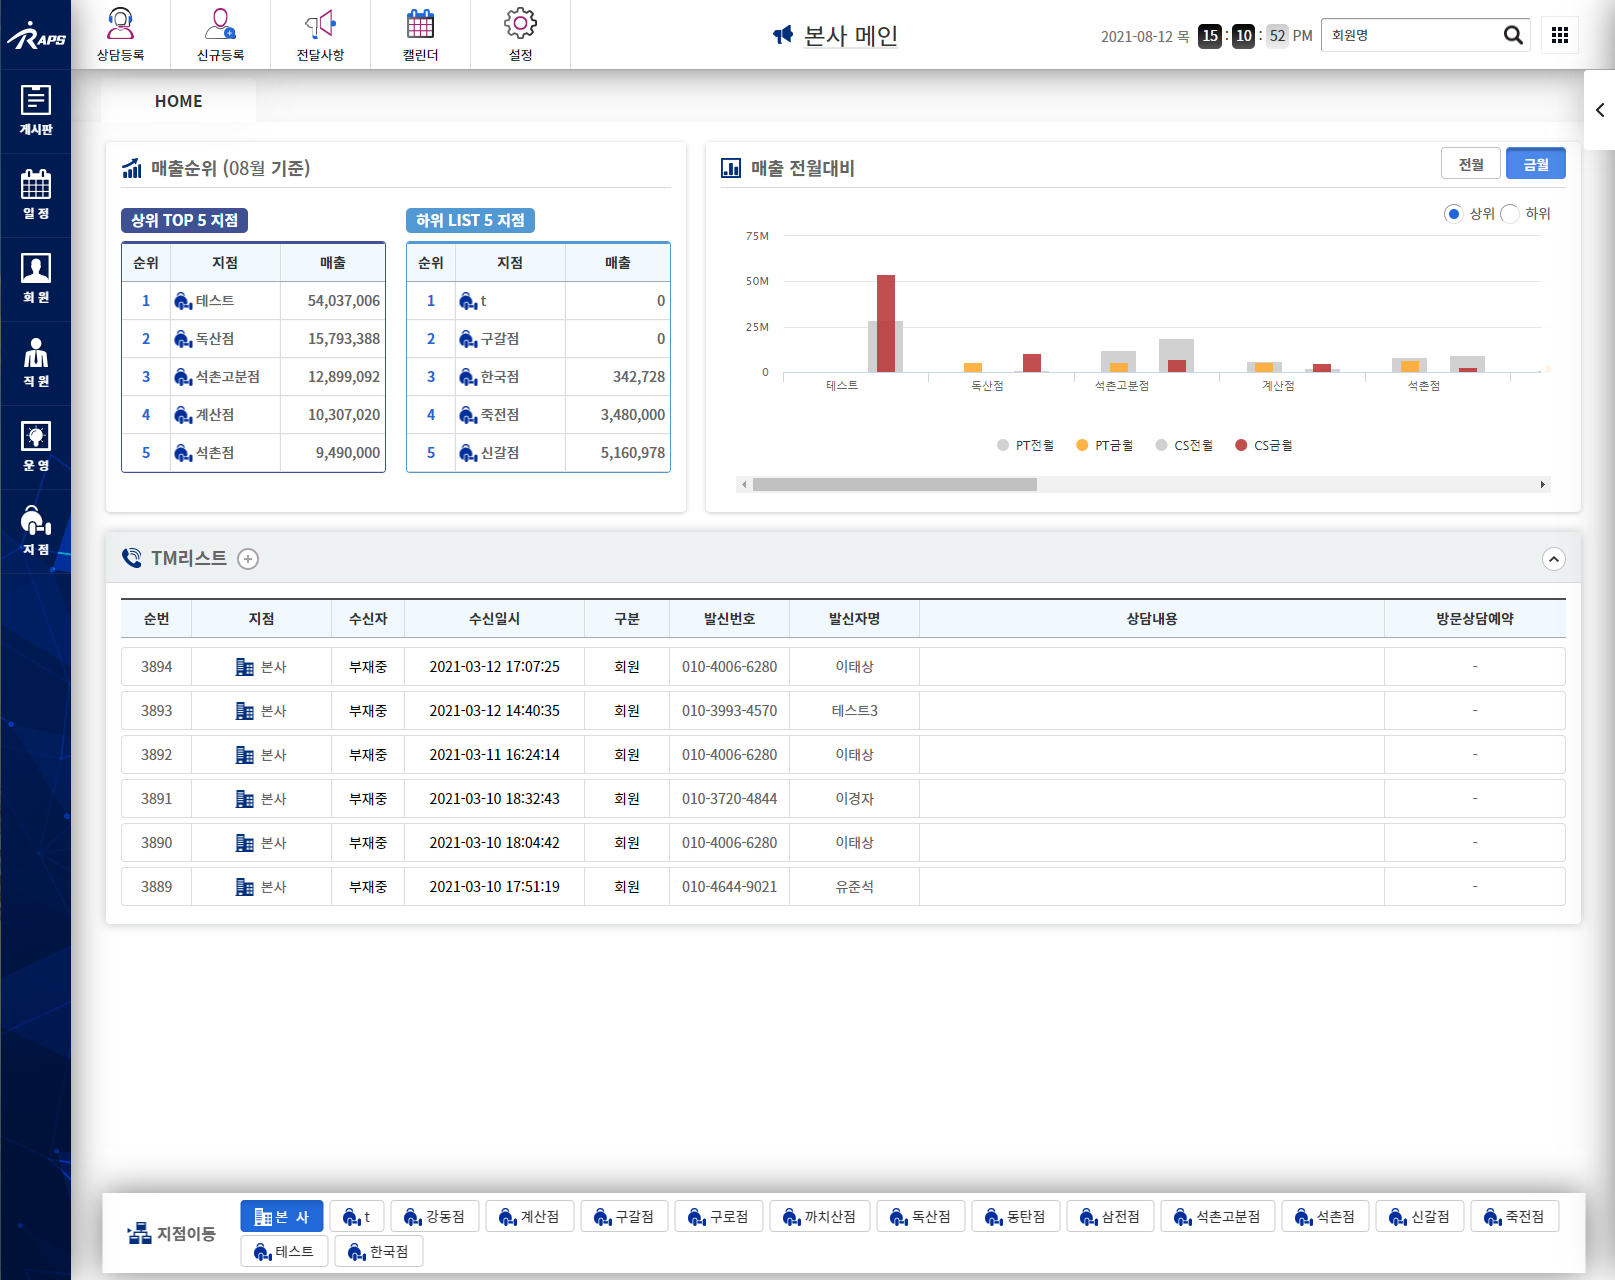 RAPS
상담등록
신규등록
전달사항
캘린더
설정
본사 메인
2021-08-12 목 15 : 10 : 52 PM
회원명
게시판
일 정
회 원
직 원
운 영
지 점
HOME
매출순위 (08월 기준)
상위 TOP 5 지점
순위 지점 매출
1 테스트 54,037,006
2 독산점 15,793,388
3 석촌고분점 12,899,092
4 계산점 10,307,020
5 석촌점 9,490,000
하위 LIST 5 지점
순위 지점 매출
1 t 0
2 구갈점 0
3 한국점 342,728
4 죽전점 3,480,000
5 신갈점 5,160,978
매출 전월대비
전월 금월
상위 하위
75M
50M
25M
0
테스트 독산점 석촌고분점 계산점 석촌점
PT전월 PT금월 CS전월 CS금월
TM리스트
순번 지점 수신자 수신일시 구분 발신번호 발신자명 상담내용 방문상담예약
3894 본사 부재중 2021-03-12 17:07:25 회원 010-4006-6280 이태상 -
3893 본사 부재중 2021-03-12 14:40:35 회원 010-3993-4570 테스트3 -
3892 본사 부재중 2021-03-11 16:24:14 회원 010-4006-6280 이태상 -
3891 본사 부재중 2021-03-10 18:32:43 회원 010-3720-4844 이경자 -
3890 본사 부재중 2021-03-10 18:04:42 회원 010-4006-6280 이태상 -
3889 본사 부재중 2021-03-10 17:51:19 회원 010-4644-9021 유준석 -
지점이동
본 사 t 강동점 계산점 구갈점 구로점 까치산점 독산점 동탄점 삼전점 석촌고분점 석촌점 신갈점 죽전점
테스트 한국점